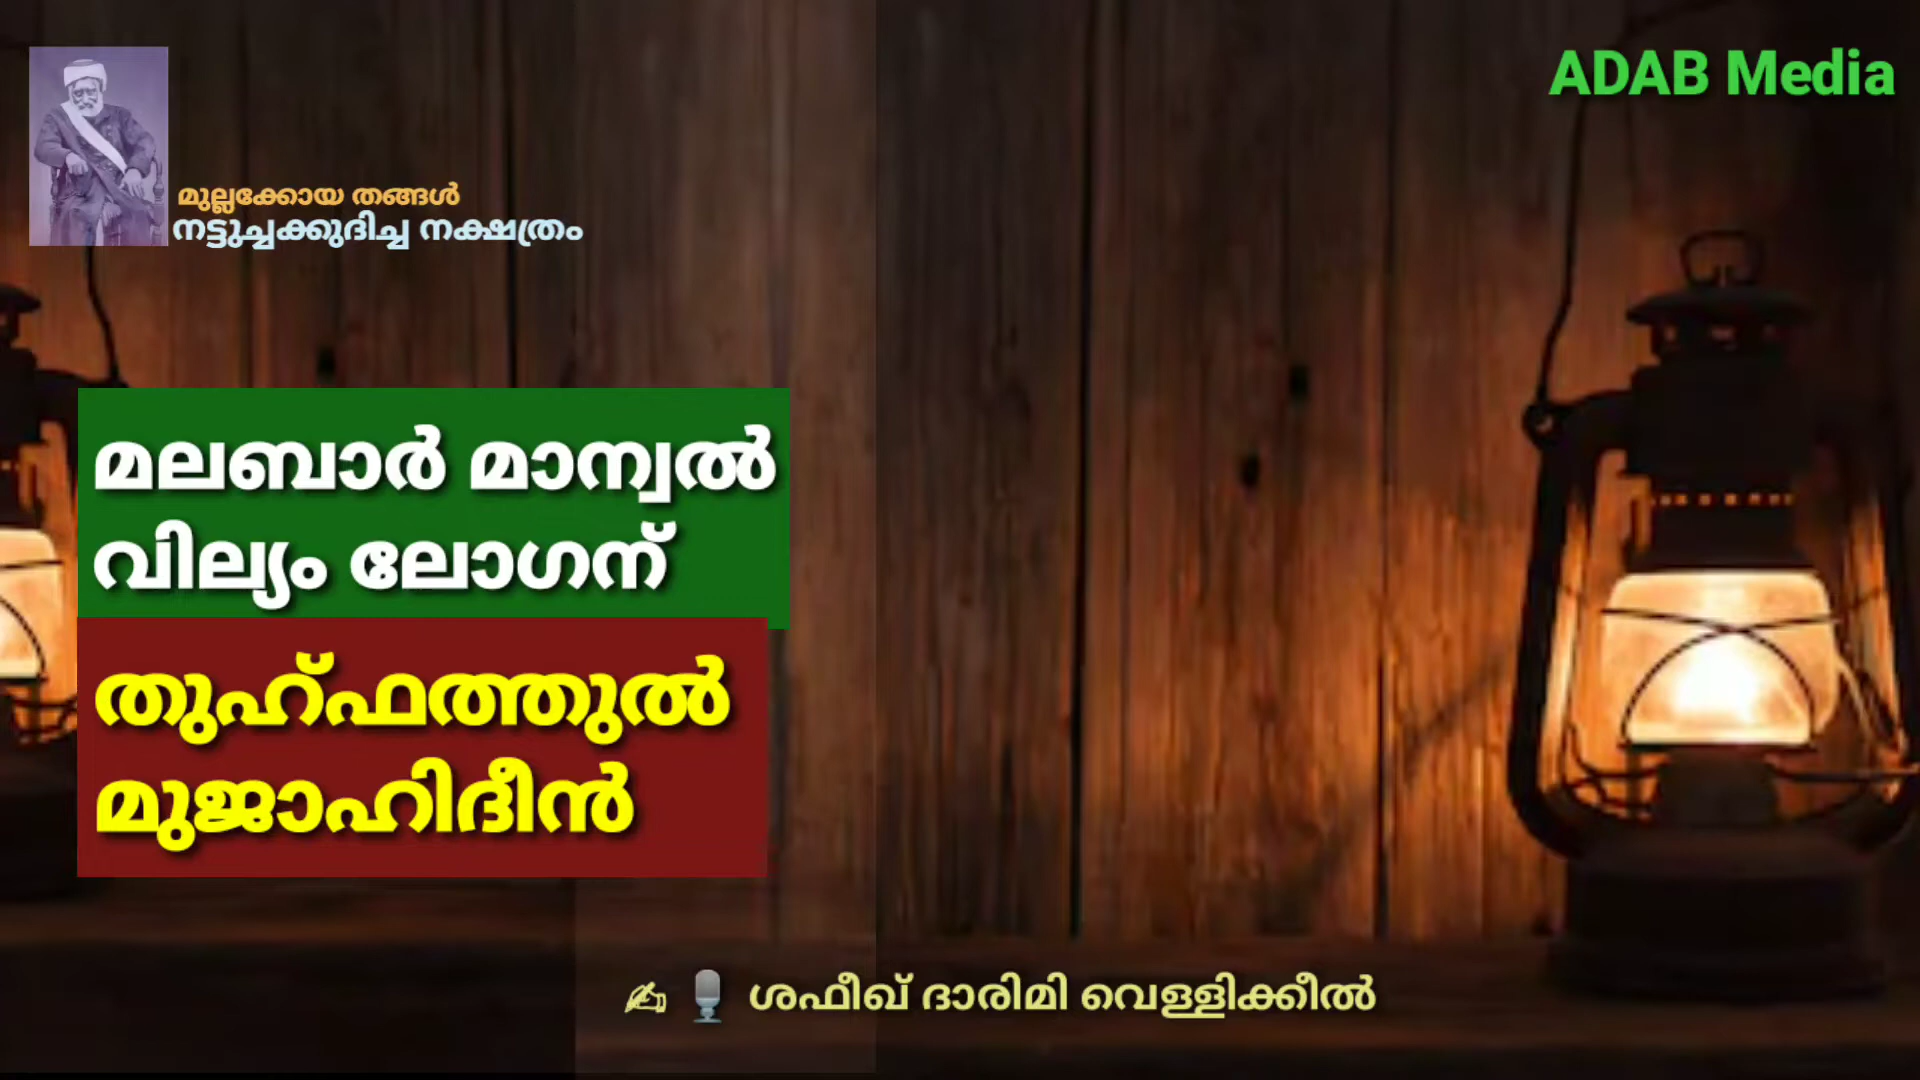 ADAB Media
മുല്ലക്കോയ തങ്ങൾ
നട്ടുച്ചക്കുദിച്ച നക്ഷത്രം
മലബാർ മാന്വൽ
വില്യം ലോഗന്
തുഹ്ഫത്തുൽ
മുജാഹിദീൻ
✍ 🎙 ശഫീഖ് ദാരിമി വെള്ളിക്കീൽ